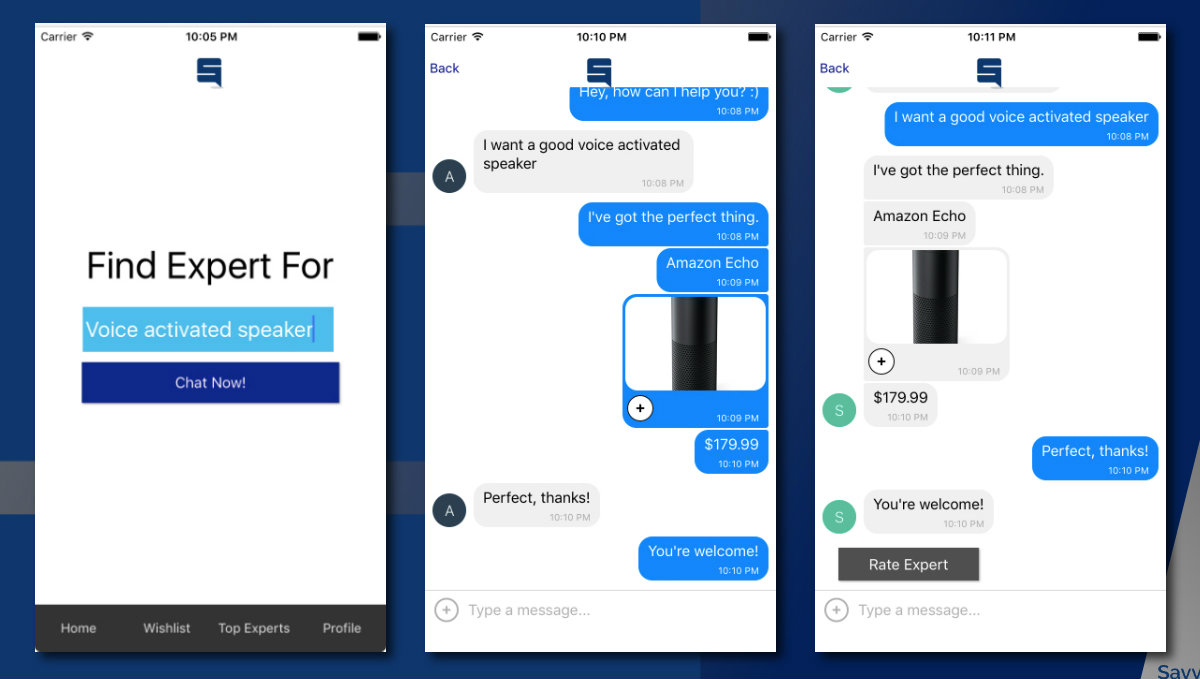 Carrier 10:05 PM
Find Expert For
Voice activated speaker
Chat Now!
Home Wishlist Top Experts Profile
Carrier 10:10 PM
Back
Hey, how can I help you? :)
10:08 PM
I want a good voice activated
speaker
10:08 PM
A
I've got the perfect thing.
10:08 PM
Amazon Echo
10:09 PM
+
10:09 PM
$179.99
10:10 PM
Perfect, thanks!
10:10 PM
A
You're welcome!
10:10 PM
+ Type a message...
Carrier 10:11 PM
Back
I want a good voice activated speaker
10:08 PM
I've got the perfect thing.
10:08 PM
Amazon Echo
10:09 PM
+
10:09 PM
$179.99
10:10 PM
S
Perfect, thanks!
10:10 PM
You're welcome!
10:10 PM
S
Rate Expert
+ Type a message...